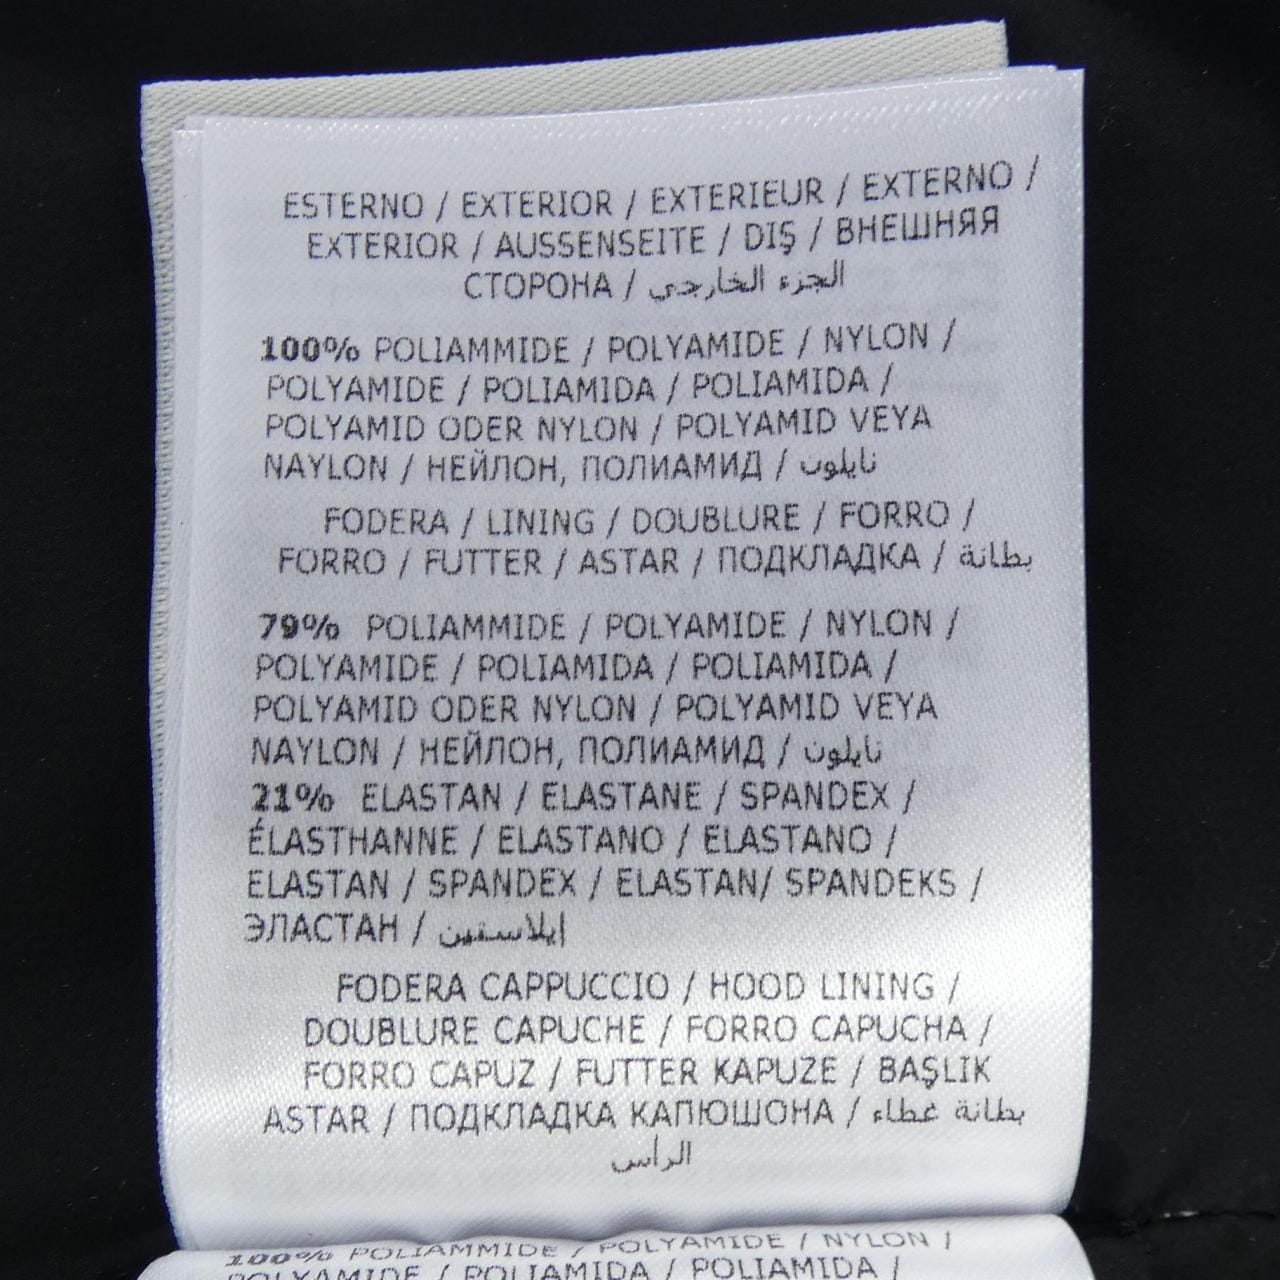 ESTERNO / EXTERIOR / EXTERIEUR / EXTERNO /
EXTERIOR / AUSSENSEITE / DIŞ / ВНЕШНЯЯ
СТОРОНА / الجزء الخارجي
100% POLIAMMIDE / POLYAMIDE / NYLON /
POLYAMIDE / POLIAMIDA / POLIAMIDA /
POLYAMID ODER NYLON / POLYAMID VEYA
NAYLON / НЕЙЛОН, ПОЛИАМИД / نايلون
FODERA / LINING / DOUBLURE / FORRO /
FORRO / FUTTER / ASTAR / ПОДКЛАДКА / بطانة
79% POLIAMMIDE / POLYAMIDE / NYLON /
POLYAMIDE / POLIAMIDA / POLIAMIDA /
POLYAMID ODER NYLON / POLYAMID VEYA
NAYLON / НЕЙЛОН, ПОЛИАМИД / نايلون
21% ELASTAN / ELASTANE / SPANDEX /
ÉLASTHANNE / ELASTANO / ELASTANO /
ELASTAN / SPANDEX / ELASTAN/ SPANDEKS /
ЭЛАСТАН / إيلاستين
FODERA CAPPUCCIO / HOOD LINING /
DOUBLURE CAPUCHE / FORRO CAPUCHA /
FORRO CAPUZ / FUTTER KAPUZE / BAŞLIK
ASTAR / ПОДКЛАДКА КАПЮШОНА / بطانة غطاء
الرأس
100% POLIAMMIDE / POLYAMIDE / NYLON /
POLYAMIDE / POLIAMIDA / POLIAMIDA /